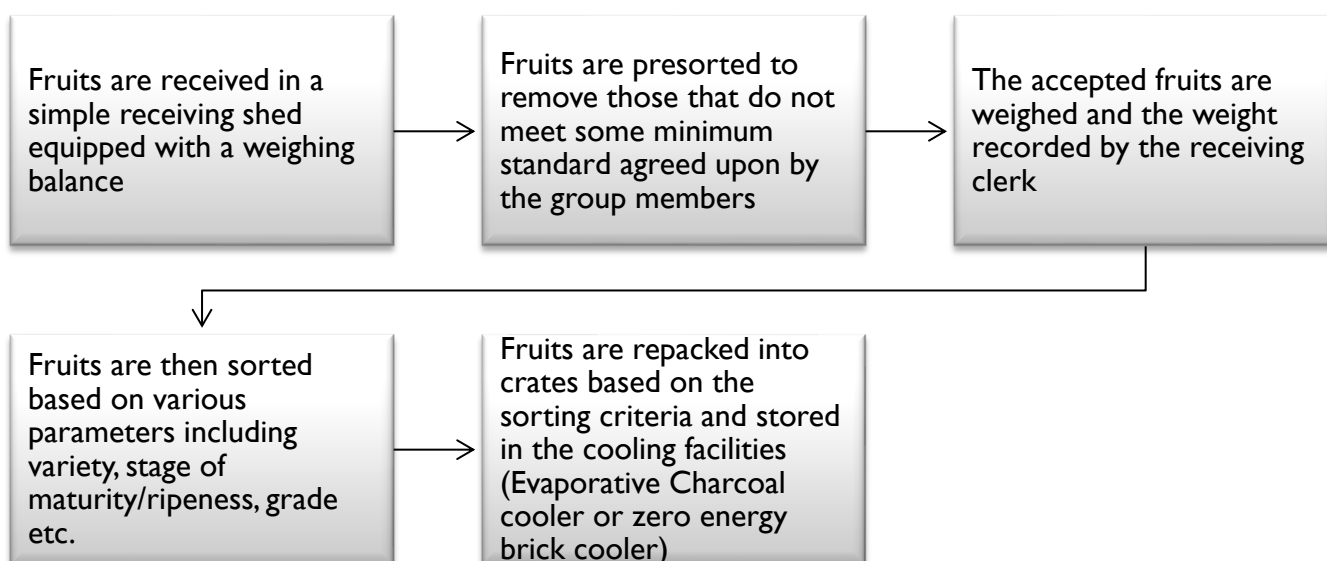 Fruits are received in a
simple receiving shed
equipped with a weighing
balance
Fruits are presorted to
remove those that do not
meet some minimum
standard agreed upon by
the group members
The accepted fruits are
weighed and the weight
recorded by the receiving
clerk
Fruits are then sorted
based on various
parameters including
variety, stage of
maturity/ripeness, grade
etc.
Fruits are repacked into
crates based on the
sorting criteria and stored
in the cooling facilities
(Evaporative Charcoal
cooler or zero energy
brick cooler)